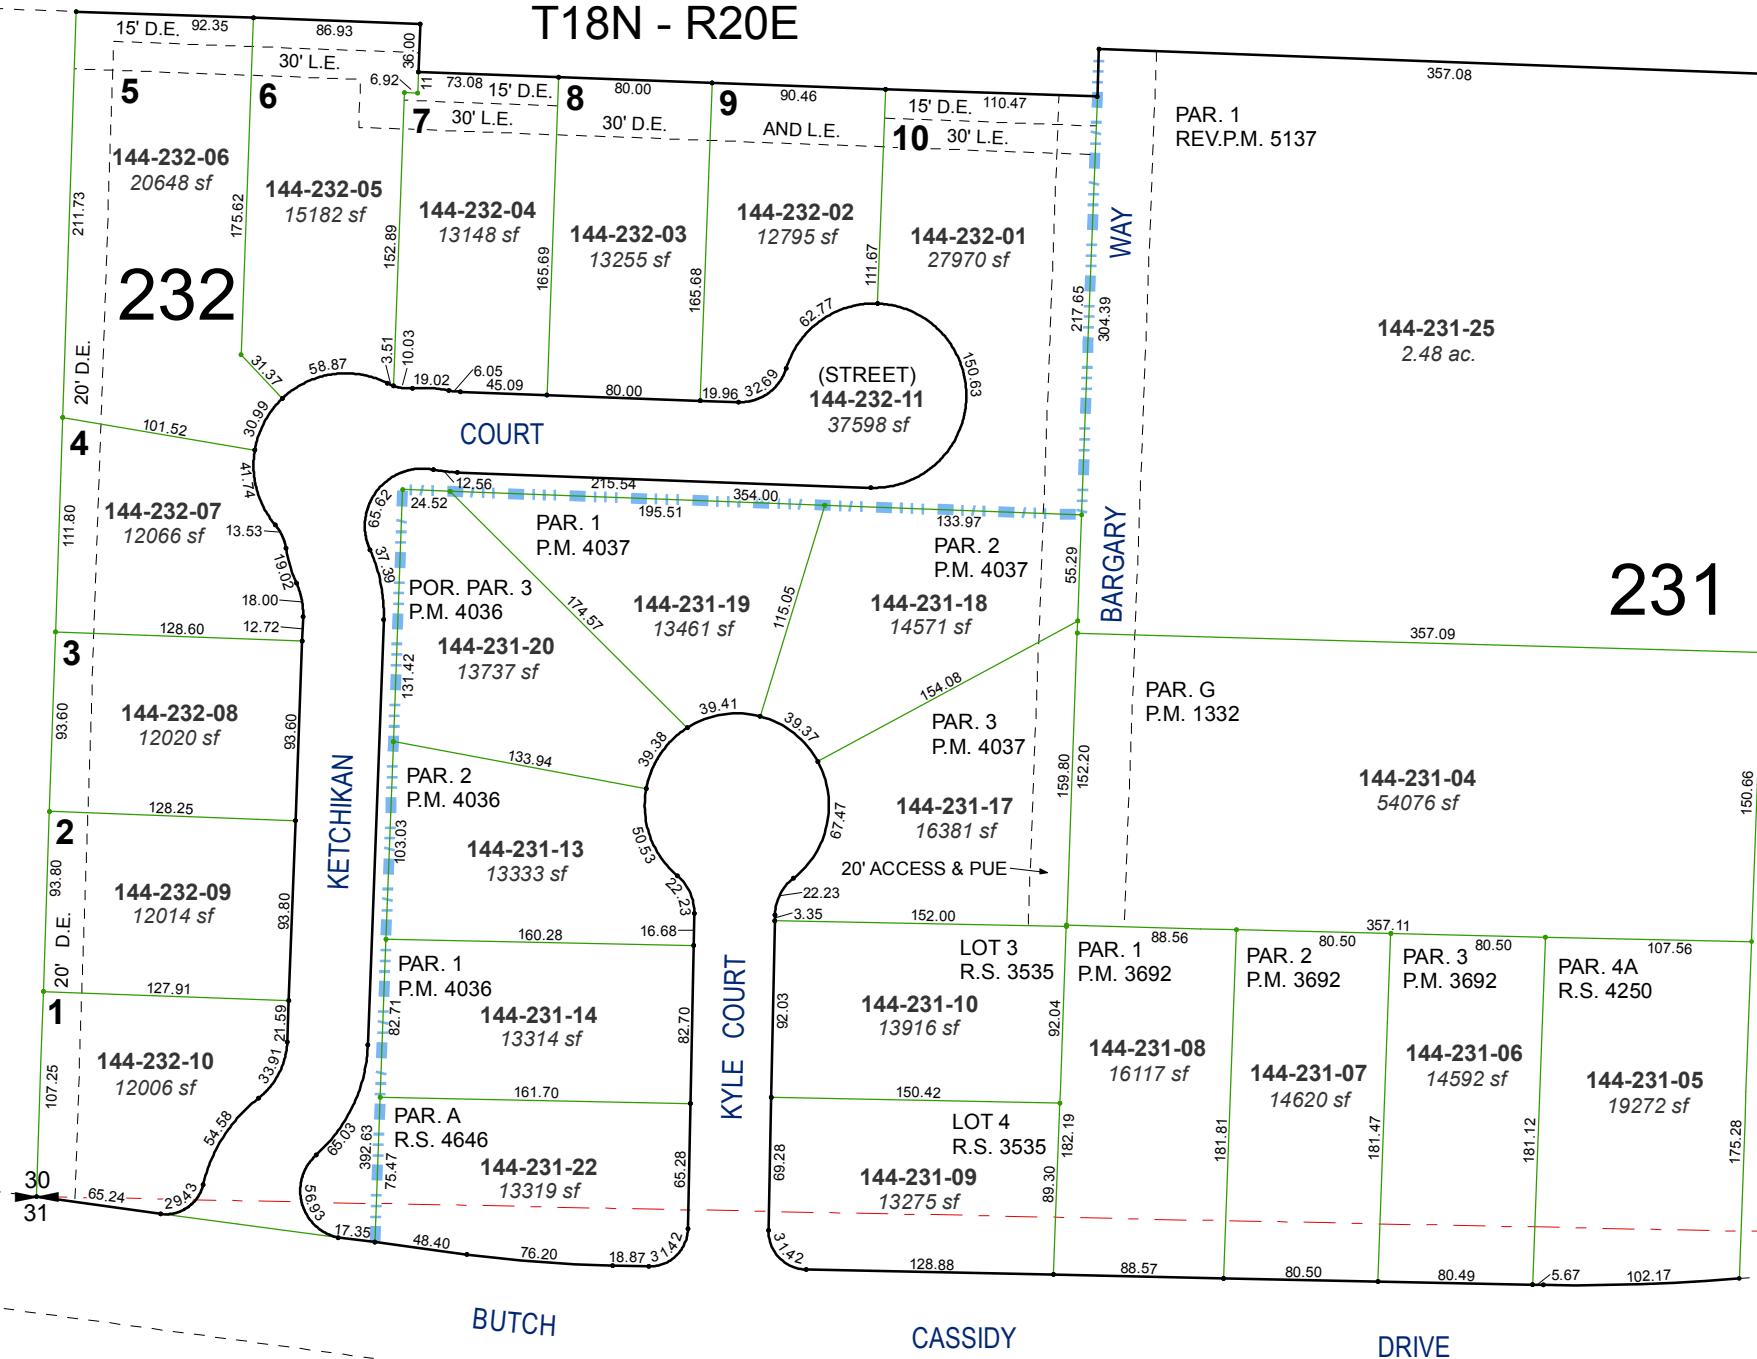 T18N - R20E
15' D.E.
92.35
86.93
36.00
30' L.E.
6.92
11
73.08
15' D.E.
80.00
90.46
15' D.E.
110.47
357.08
5
6
7
8
9
10
30' L.E.
30' D.E.
AND L.E.
30' L.E.
PAR. 1
REV.P.M. 5137
144-232-06
20648 sf
144-232-05
15182 sf
144-232-04
13148 sf
144-232-03
13255 sf
144-232-02
12795 sf
144-232-01
27970 sf
211.73
175.62
152.89
165.69
165.68
111.67
217.65
304.39
WAY
232
144-231-25
2.48 ac.
20' D.E.
31.37
58.87
3.51
10.03
19.02
6.05
45.09
80.00
19.96
32.69
62.77
150.63
(STREET)
144-232-11
37598 sf
COURT
4
101.52
30.99
41.74
111.80
144-232-07
12066 sf
13.53
19.02
18.00
12.72
65.62
37.39
24.52
12.56
215.54
195.51
354.00
133.97
PAR. 1
P.M. 4037
PAR. 2
P.M. 4037
55.29
BARGARY
231
POR. PAR. 3
P.M. 4036
144-231-20
13737 sf
174.57
144-231-19
13461 sf
115.05
144-231-18
14571 sf
3
128.60
357.09
131.42
144-232-08
12020 sf
93.60
93.60
39.41
39.37
39.38
154.08
PAR. 3
P.M. 4037
PAR. G
P.M. 1332
133.94
PAR. 2
P.M. 4036
159.80
152.20
144-231-04
54076 sf
150.66
2
128.25
KETCHIKAN
103.03
144-231-13
13333 sf
50.53
22.23
67.47
144-231-17
16381 sf
20' ACCESS & PUE
22.23
3.35
93.80
144-232-09
12014 sf
93.80
20' D.E.
160.28
16.68
152.00
88.56
357.11
80.50
80.50
107.56
LOT 3
R.S. 3535
PAR. 1
P.M. 3692
PAR. 2
P.M. 3692
PAR. 3
P.M. 3692
PAR. 4A
R.S. 4250
PAR. 1
P.M. 4036
1
127.91
21.59
33.91
82.71
144-231-14
13314 sf
82.70
KYLE COURT
92.03
144-231-10
13916 sf
92.04
144-232-10
12006 sf
107.25
54.58
144-231-08
16117 sf
144-231-07
14620 sf
144-231-06
14592 sf
144-231-05
19272 sf
161.70
150.42
PAR. A
R.S. 4646
LOT 4
R.S. 3535
65.03
392.63
75.47
144-231-22
13319 sf
65.28
69.28
144-231-09
13275 sf
182.19
89.30
181.81
181.47
181.12
175.28
30
31
65.24
29.43
56.93
17.35
48.40
76.20
18.87
31.42
31.42
128.88
88.57
80.50
80.49
5.67
102.17
BUTCH
CASSIDY
DRIVE